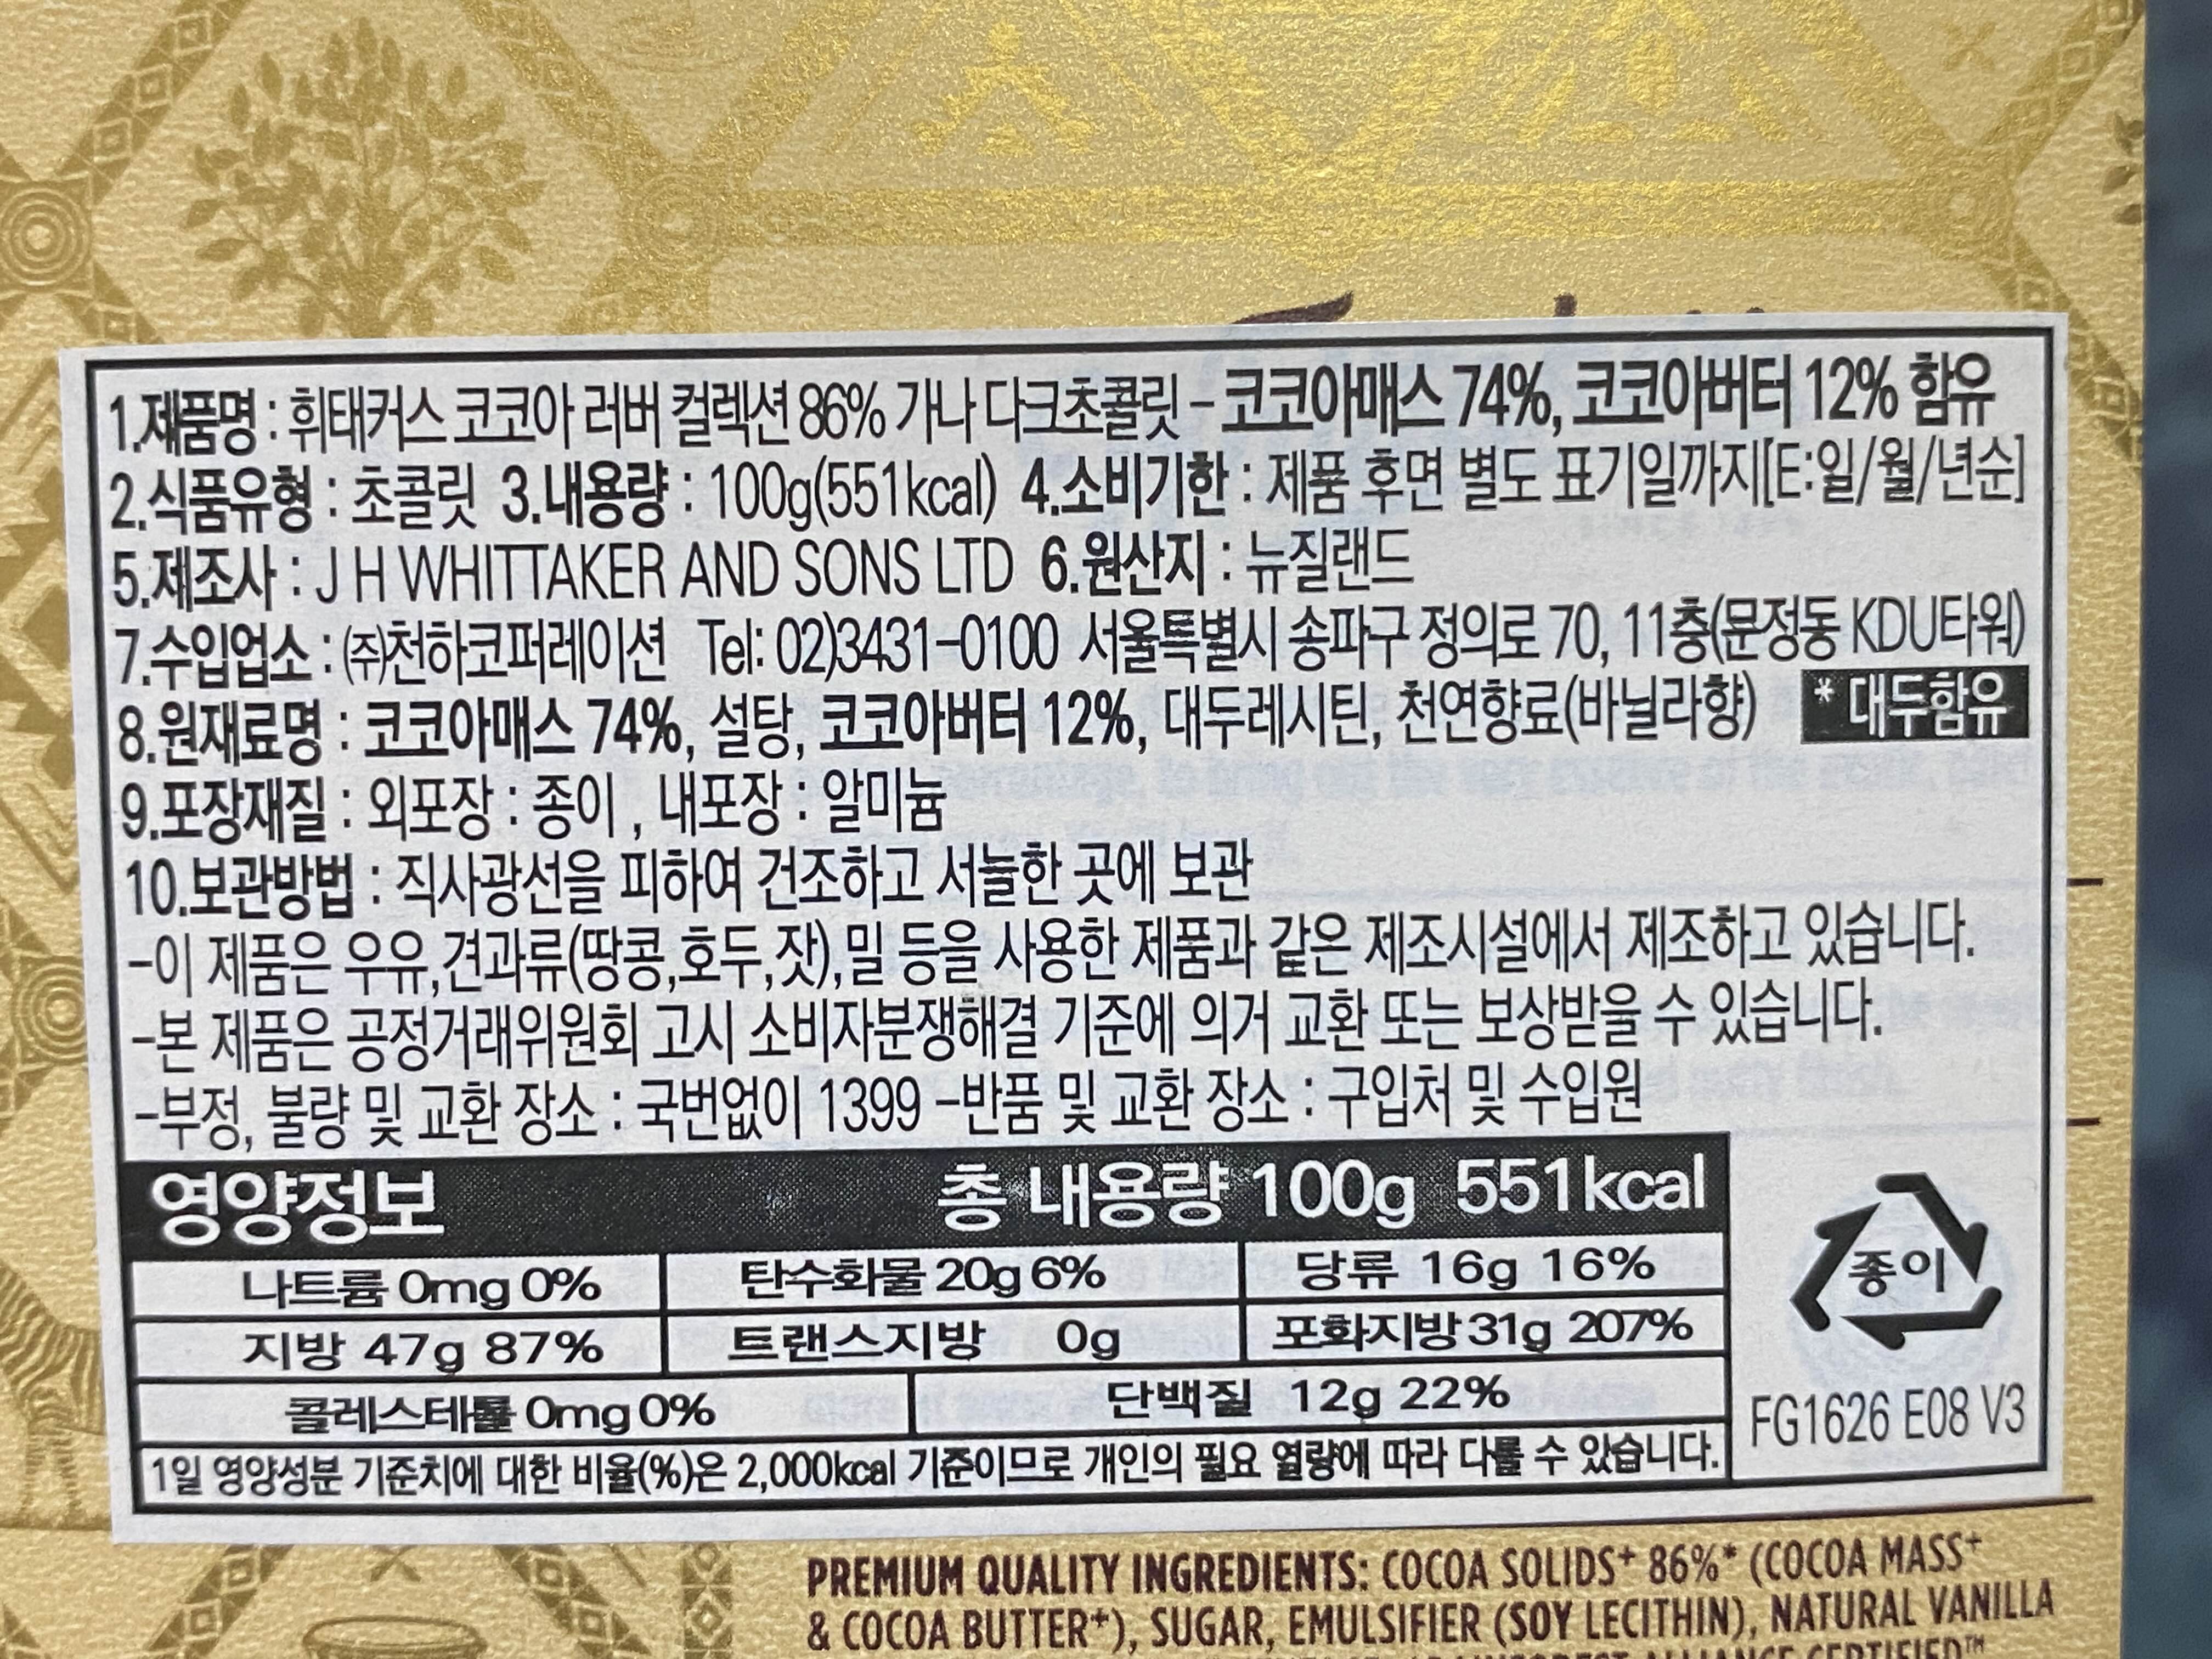 1.제품명 : 휘태커스 코코아 러버 컬렉션 86% 가나 다크초콜릿 - 코코아매스 74%, 코코아버터 12% 함유
2.식품유형 : 초콜릿 3.내용량 : 100g(551kcal) 4.소비기한 : 제품 후면 별도 표기일까지[E:일/월/년순]
5.제조사 : J H WHITTAKER AND SONS LTD 6.원산지 : 뉴질랜드
7.수입업소 : ㈜천하코퍼레이션 Tel: 02)3431-0100 서울특별시 송파구 정의로 70, 11층(문정동 KDU타워)
8.원재료명 : 코코아매스 74%, 설탕, 코코아버터 12%, 대두레시틴, 천연향료(바닐라향) *대두함유
9.포장재질 : 외포장 : 종이 , 내포장 : 알미늄
10.보관방법 : 직사광선을 피하여 건조하고 서늘한 곳에 보관
-이 제품은 우유,견과류(땅콩,호두,잣),밀 등을 사용한 제품과 같은 제조시설에서 제조하고 있습니다.
-본 제품은 공정거래위원회 고시 소비자분쟁해결 기준에 의거 교환 또는 보상받을 수 있습니다.
-부정, 불량 및 교환 장소 : 국번없이 1399 -반품 및 교환 장소 : 구입처 및 수입원
영양정보 총 내용량 100g 551kcal
나트륨 0mg 0% 탄수화물 20g 6% 당류 16g 16%
지방 47g 87% 트랜스지방 0g 포화지방 31g 207%
콜레스테롤 0mg 0% 단백질 12g 22%
1일 영양성분 기준치에 대한 비율(%)은 2,000kcal 기준이므로 개인의 필요 열량에 따라 다를 수 있습니다.
종이
FG1626 E08 V3
PREMIUM QUALITY INGREDIENTS: COCOA SOLIDS+ 86%* (COCOA MASS+
& COCOA BUTTER+), SUGAR, EMULSIFIER (SOY LECITHIN), NATURAL VANILLA
RAINFOREST ALLIANCE CERTIFIED™